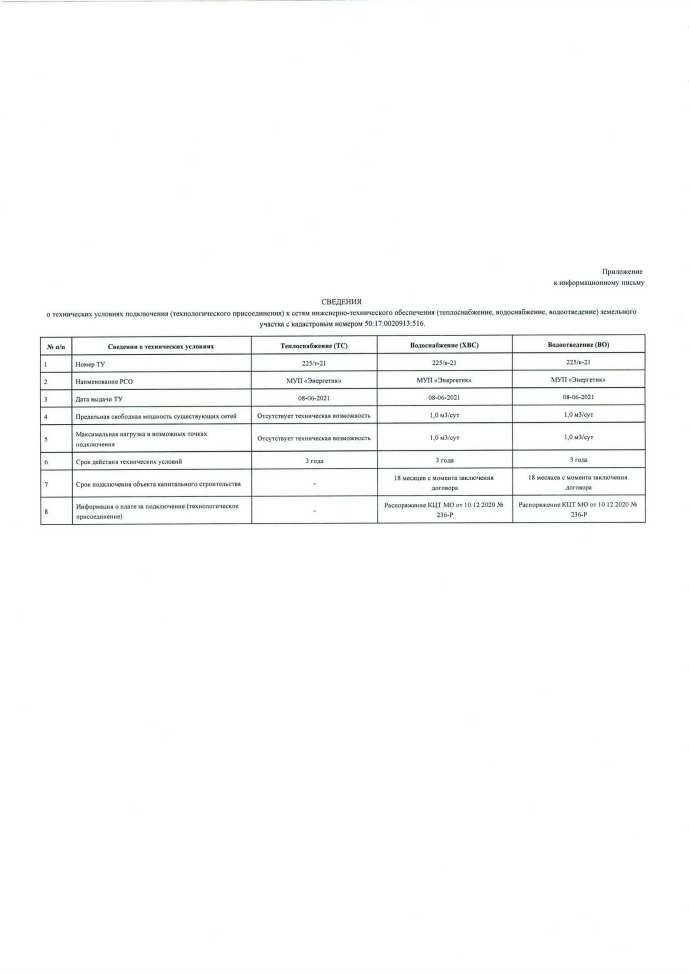 Приложение
к информационному письму
СВЕДЕНИЯ
о технических условиях подключения (технологического присоединения) к сетям инженерно-технического обеспечения (теплоснабжение, водоснабжение, водоотведение) земельного
участка с кадастровым номером 50:17:0020913:516.
№ п/п Сведения о технических условиях Теплоснабжение (ТС) Водоснабжение (ХВС) Водоотведение (ВО)
1 Номер ТУ 225/т-21 225/в-21 225/в-21
2 Наименование РСО МУП «Энергетик» МУП «Энергетик» МУП «Энергетик»
3 Дата выдачи ТУ 08-06-2021 08-06-2021 08-06-2021
4 Предельная свободная мощность существующих сетей Отсутствует техническая возможность 1,0 м3/сут 1,0 м3/сут
5 Максимальная нагрузка в возможных точках
подключения Отсутствует техническая возможность 1,0 м3/сут 1,0 м3/сут
6 Срок действия технических условий 3 года 3 года 3 года
7 Срок подключения объекта капитального строительства - 18 месяцев с момента заключения
договора 18 месяцев с момента заключения
договора
8 Информация о плате за подключения (технологическое
присоединение) - Распоряжение КЦТ МО от 10.12.2020 №
236-Р Распоряжение КЦТ МО от 10.12.2020 №
236-Р